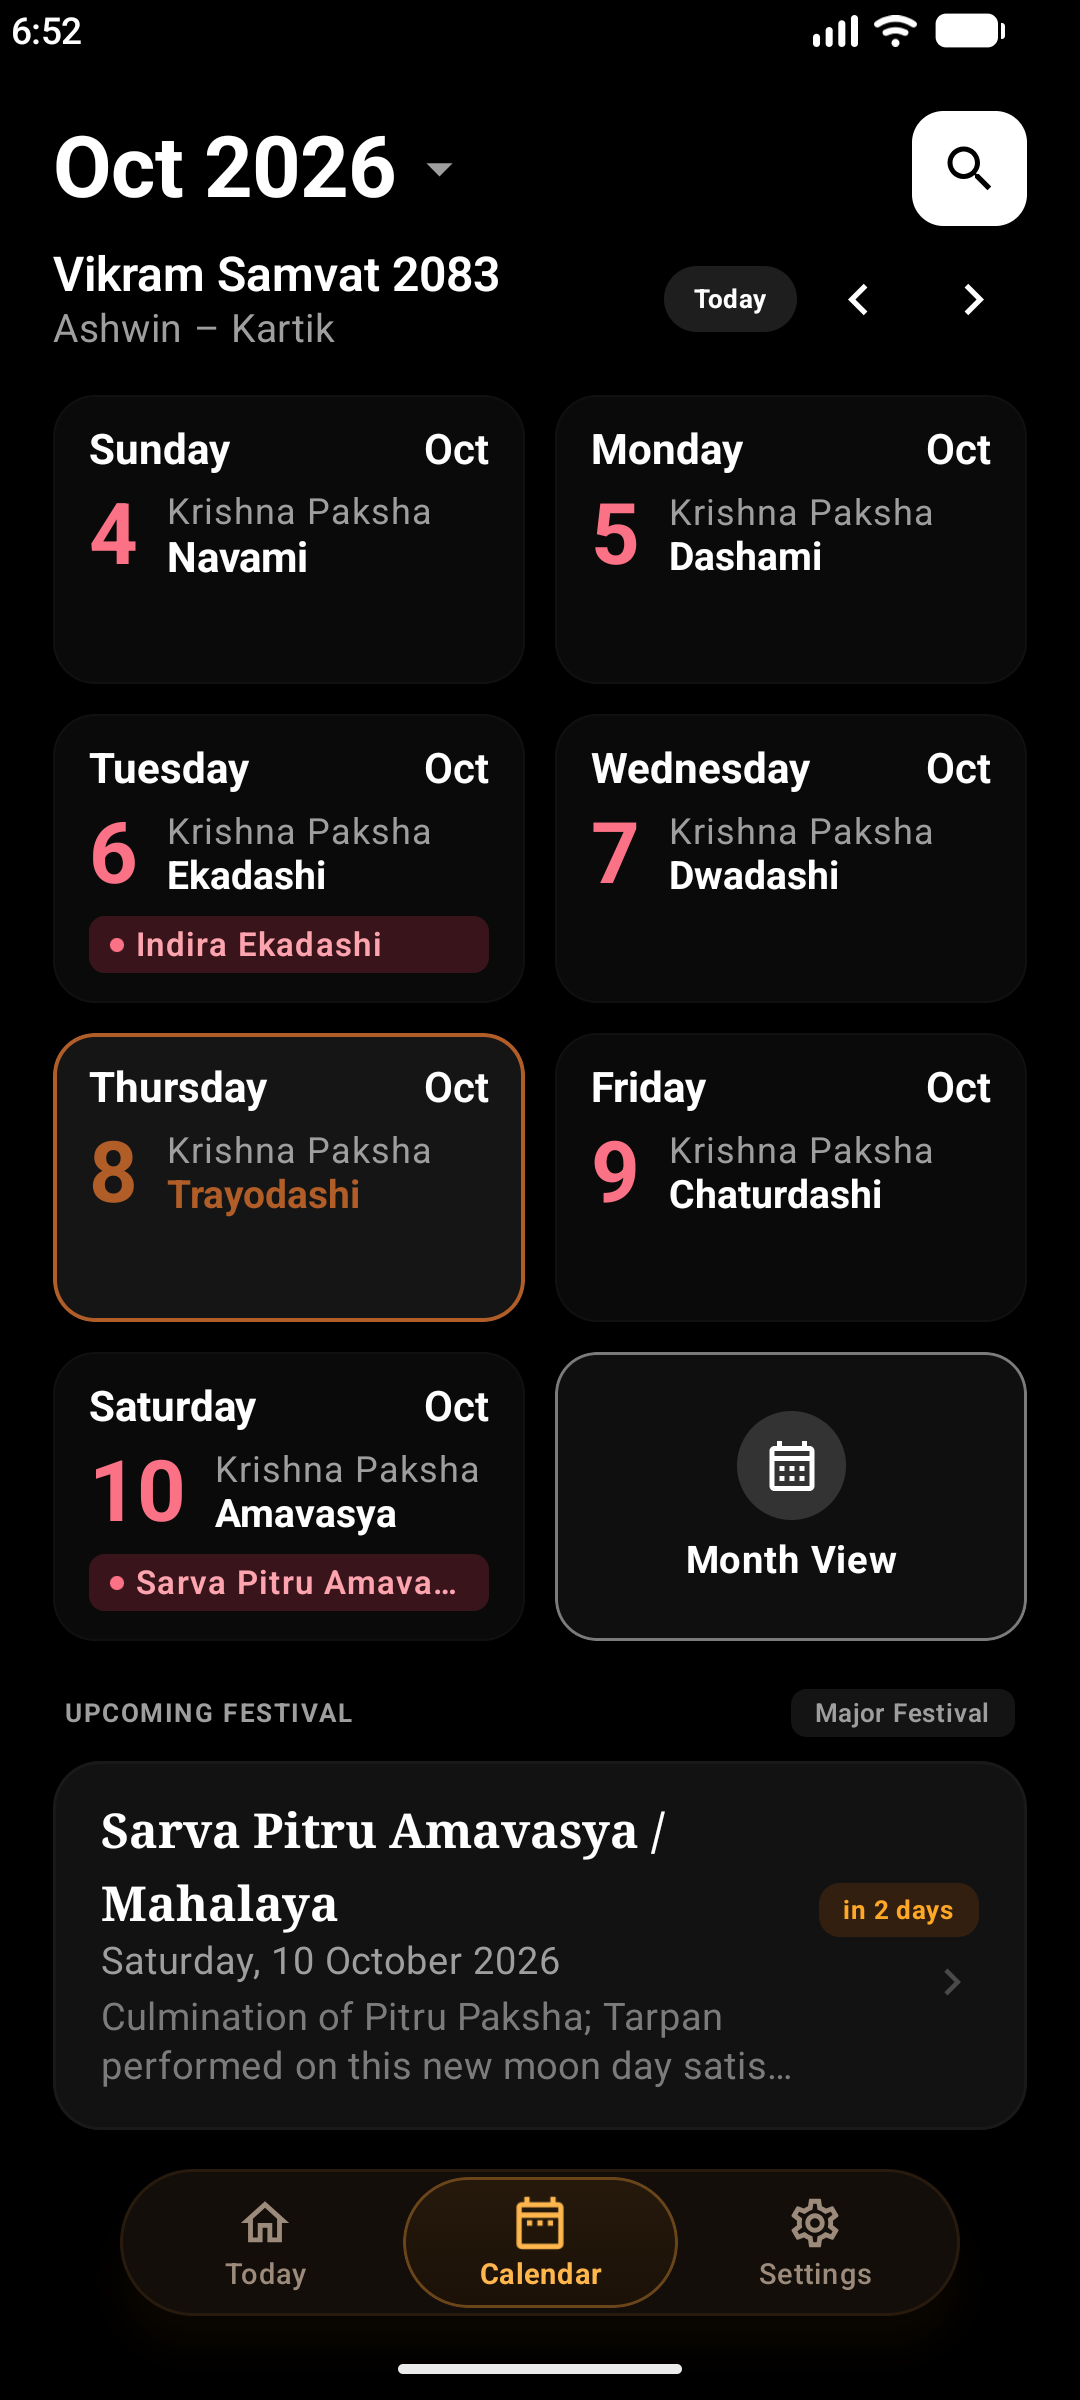 6:52
Oct 2026
Vikram Samvat 2083
Ashwin – Kartik
Today
Sunday Oct
4 Krishna Paksha
Navami
Monday Oct
5 Krishna Paksha
Dashami
Tuesday Oct
6 Krishna Paksha
Ekadashi
Indira Ekadashi
Wednesday Oct
7 Krishna Paksha
Dwadashi
Thursday Oct
8 Krishna Paksha
Trayodashi
Friday Oct
9 Krishna Paksha
Chaturdashi
Saturday Oct
10 Krishna Paksha
Amavasya
Sarva Pitru Amava...
Month View
UPCOMING FESTIVAL
Major Festival
Sarva Pitru Amavasya /
Mahalaya
in 2 days
Saturday, 10 October 2026
Culmination of Pitru Paksha; Tarpan
performed on this new moon day satis...
Today
Calendar
Settings